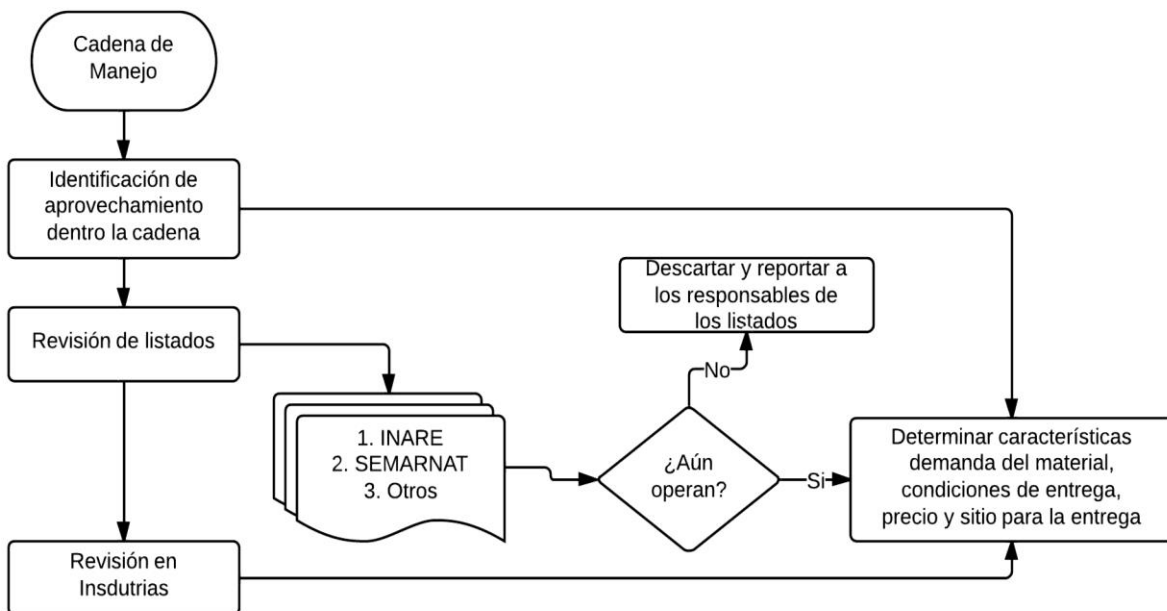 Cadena de
Manejo
Identificación de
aprovechamiento
dentro la cadena
Revisión de listados
1. INARE
2. SEMARNAT
3. Otros
Descartar y reportar a
los responsables de
los listados
No
¿Aún
operan?
Si
Determinar características
demanda del material,
condiciones de entrega,
precio y sitio para la entrega
Revisión en
Insdutrias